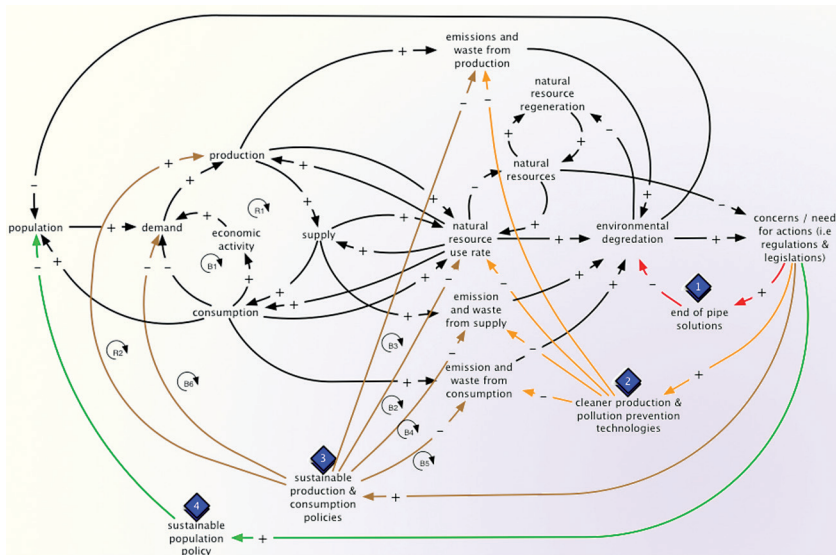 emissions and
waste from
production
natural
resource
regeneration
production
natural
resources
population
demand
economic
activity
supply
natural
resource
use rate
environmental
degredation
concerns / need
for actions (i.e
regulations &
legislations)
R1
B1
consumption
emission
and waste
from supply
1
end of pipe
solutions
R2
B3
B6
emission and
waste from
consumption
2
cleaner production &
pollution prevention
technologies
B2
B4
B5
3
sustainable
production &
consumption
policies
4
sustainable
population
policy